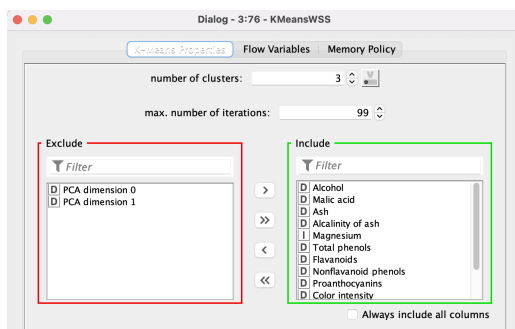 Dialog - 3:76 - KMeansWSS
K-Means Properties Flow Variables Memory Policy
number of clusters: 3
max. number of iterations: 99
Exclude
Filter
D PCA dimension 0
D PCA dimension 1
>
>>
<
<<
Include
Filter
D Alcohol
D Malic acid
D Ash
D Alcalinity of ash
I Magnesium
D Total phenols
D Flavanoids
D Nonflavanoid phenols
D Proanthocyanins
D Color intensity
Always include all columns